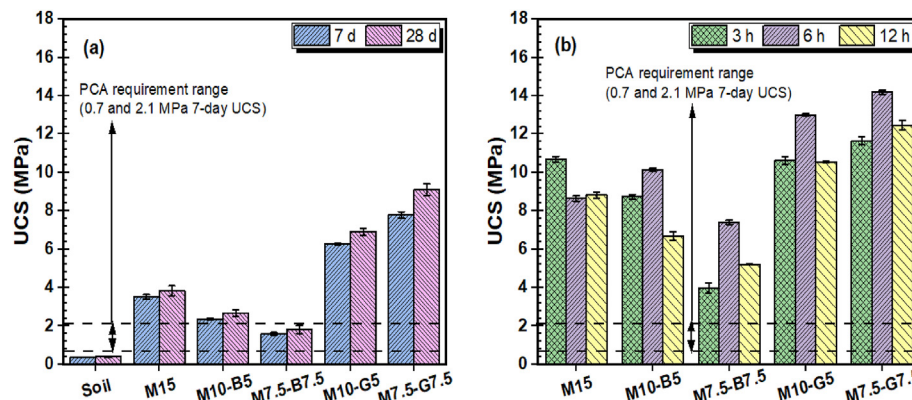 (a)
7 d 28 d
PCA requirement range
(0.7 and 2.1 MPa 7-day UCS)
UCS (MPa)
18
16
14
12
10
8
6
4
2
0
Soil M15 M10-B5 M7.5-B7.5 M10-G5 M7.5-G7.5
(b)
3 h 6 h 12 h
PCA requirement range
(0.7 and 2.1 MPa 7-day UCS)
UCS (MPa)
18
16
14
12
10
8
6
4
2
0
M15 M10-B5 M7.5-B7.5 M10-G5 M7.5-G7.5